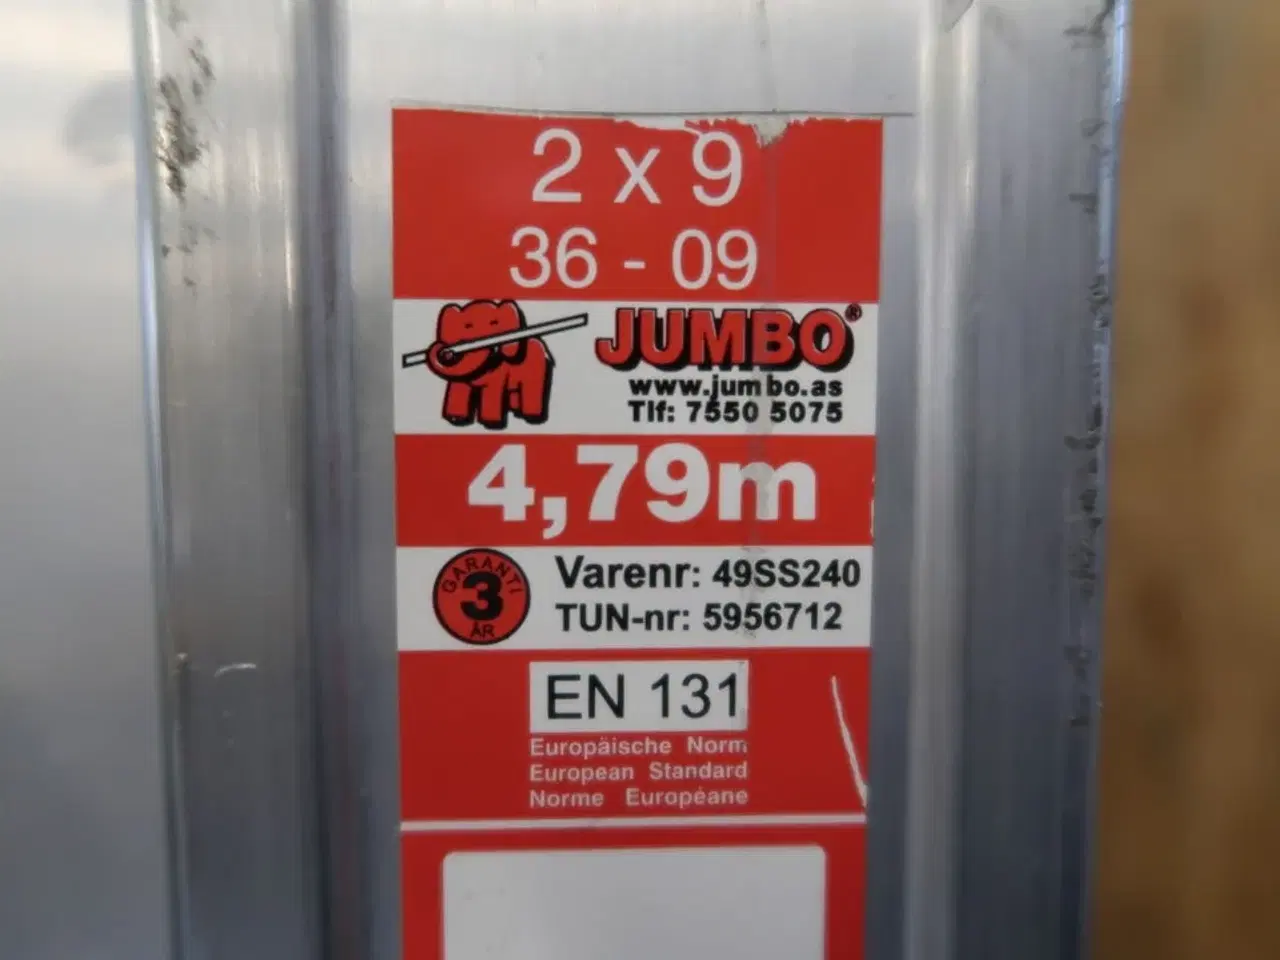 2 x 9
36 - 09
JUMBO®
www.jumbo.as
Tlf: 7550 5075
4,79m
GARANTI
3
ÅR
Varenr: 49SS240
TUN-nr: 5956712
EN 131
Europäische Norm
European Standard
Norme Européane